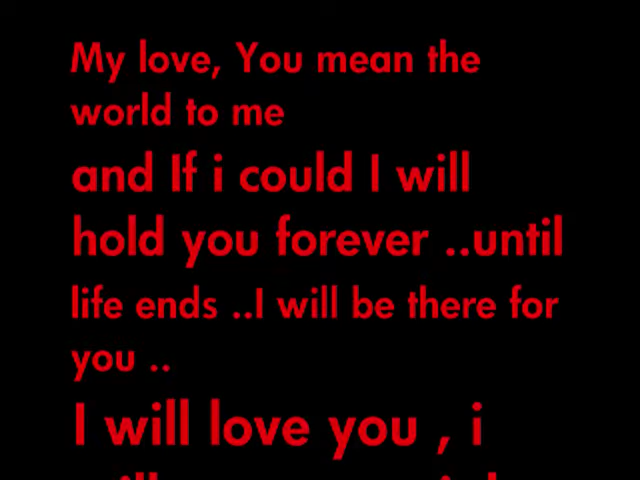 My love, You mean the
world to me
and If i could I will
hold you forever ..until
life ends ..I will be there for
you ..
I will love you , i